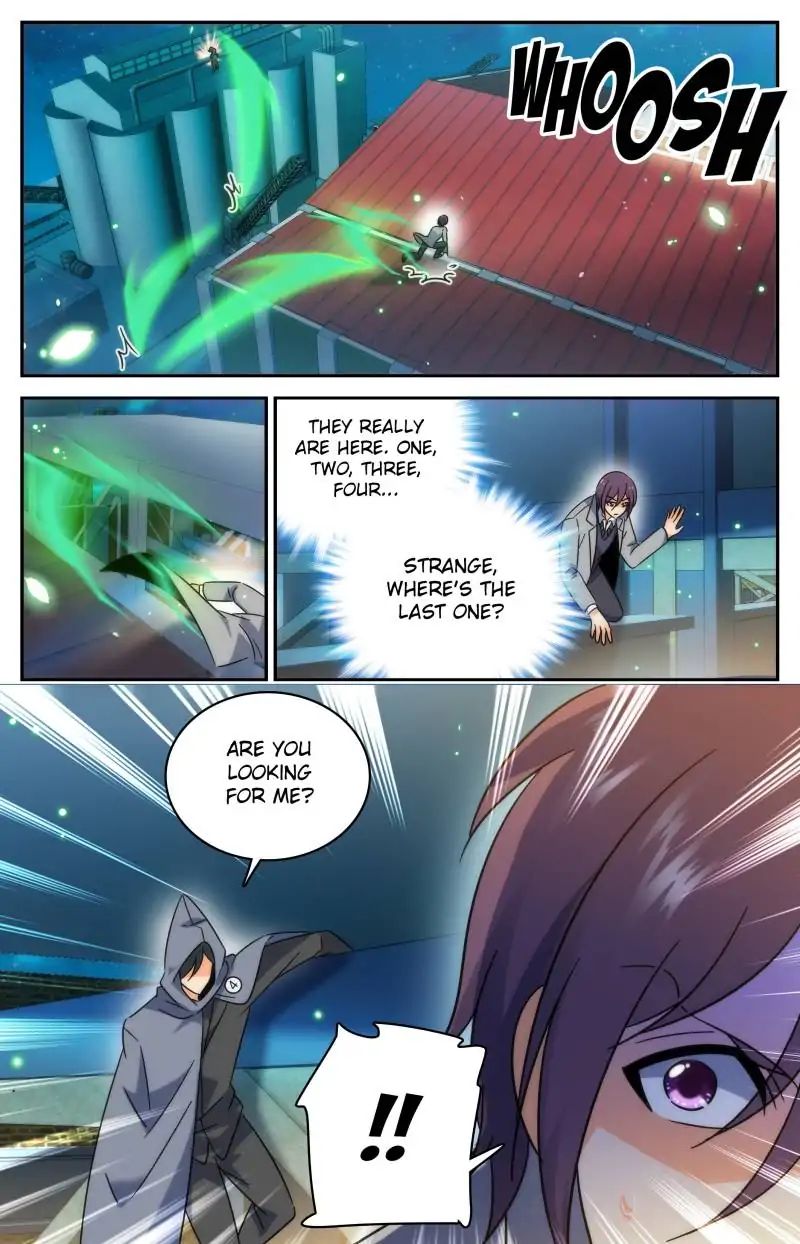 WHOOSH
THEY REALLY
ARE HERE. ONE,
TWO, THREE,
FOUR...
STRANGE,
WHERE'S THE
LAST ONE?
ARE YOU
LOOKING
FOR ME?
4
!!